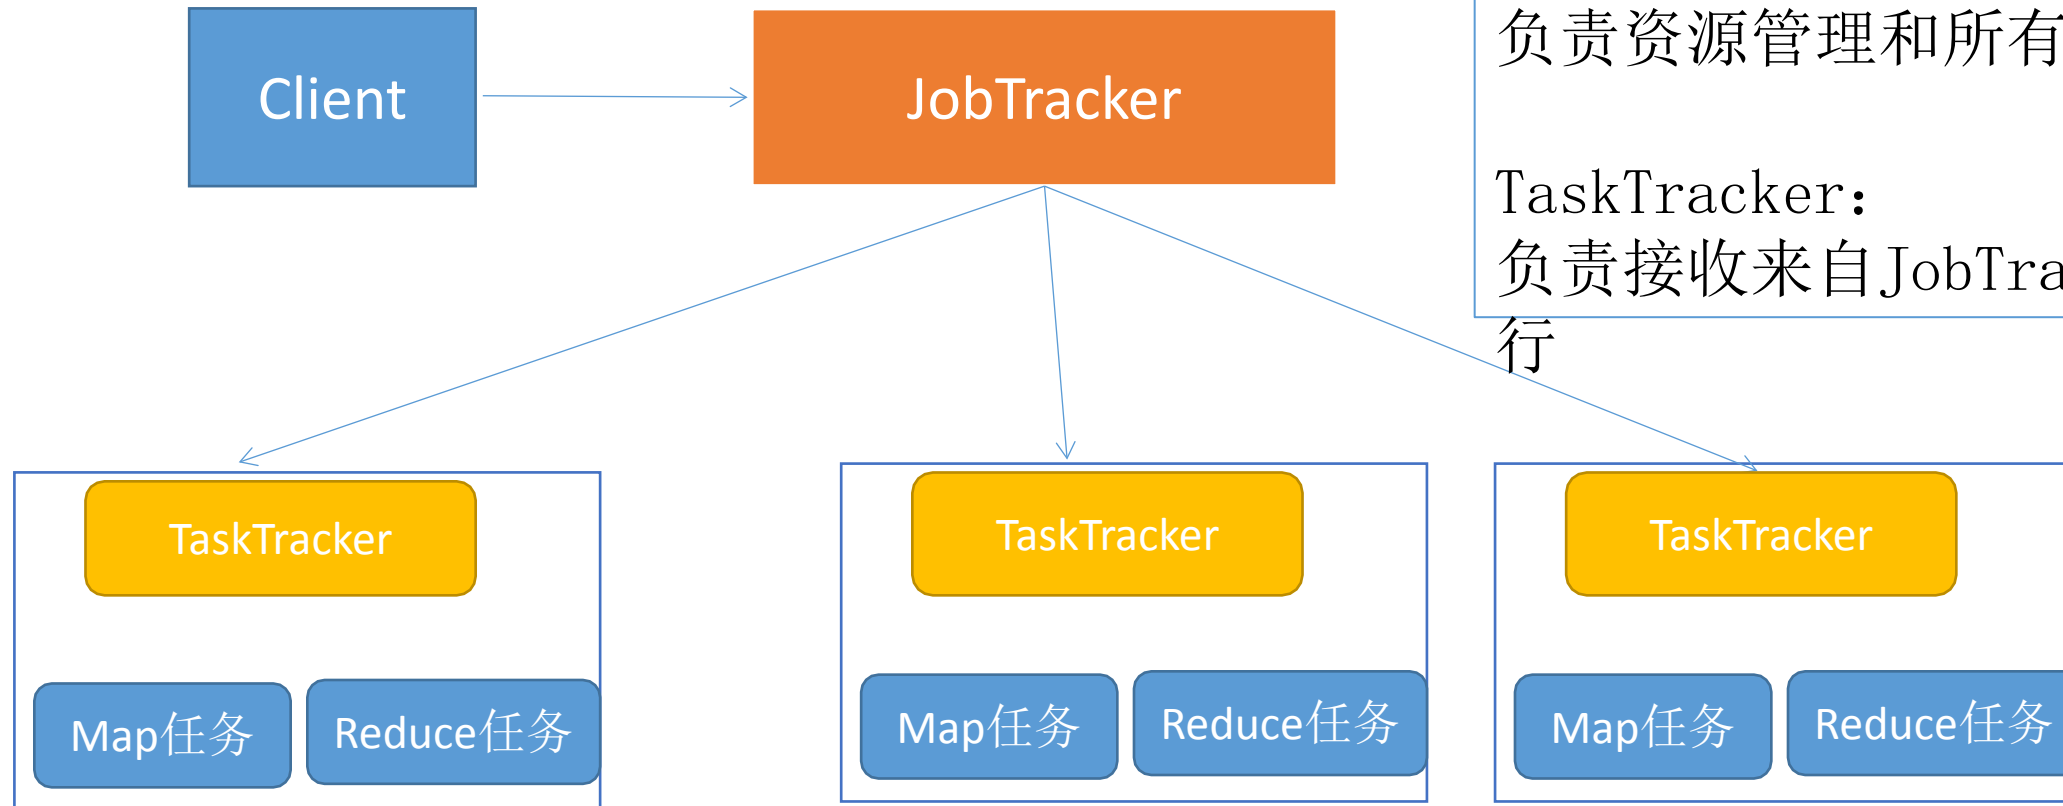 Client
JobTracker
负责资源管理和所有
TaskTracker：
负责接收来自JobTra
行
TaskTracker
TaskTracker
TaskTracker
Map任务
Reduce任务
Map任务
Reduce任务
Map任务
Reduce任务